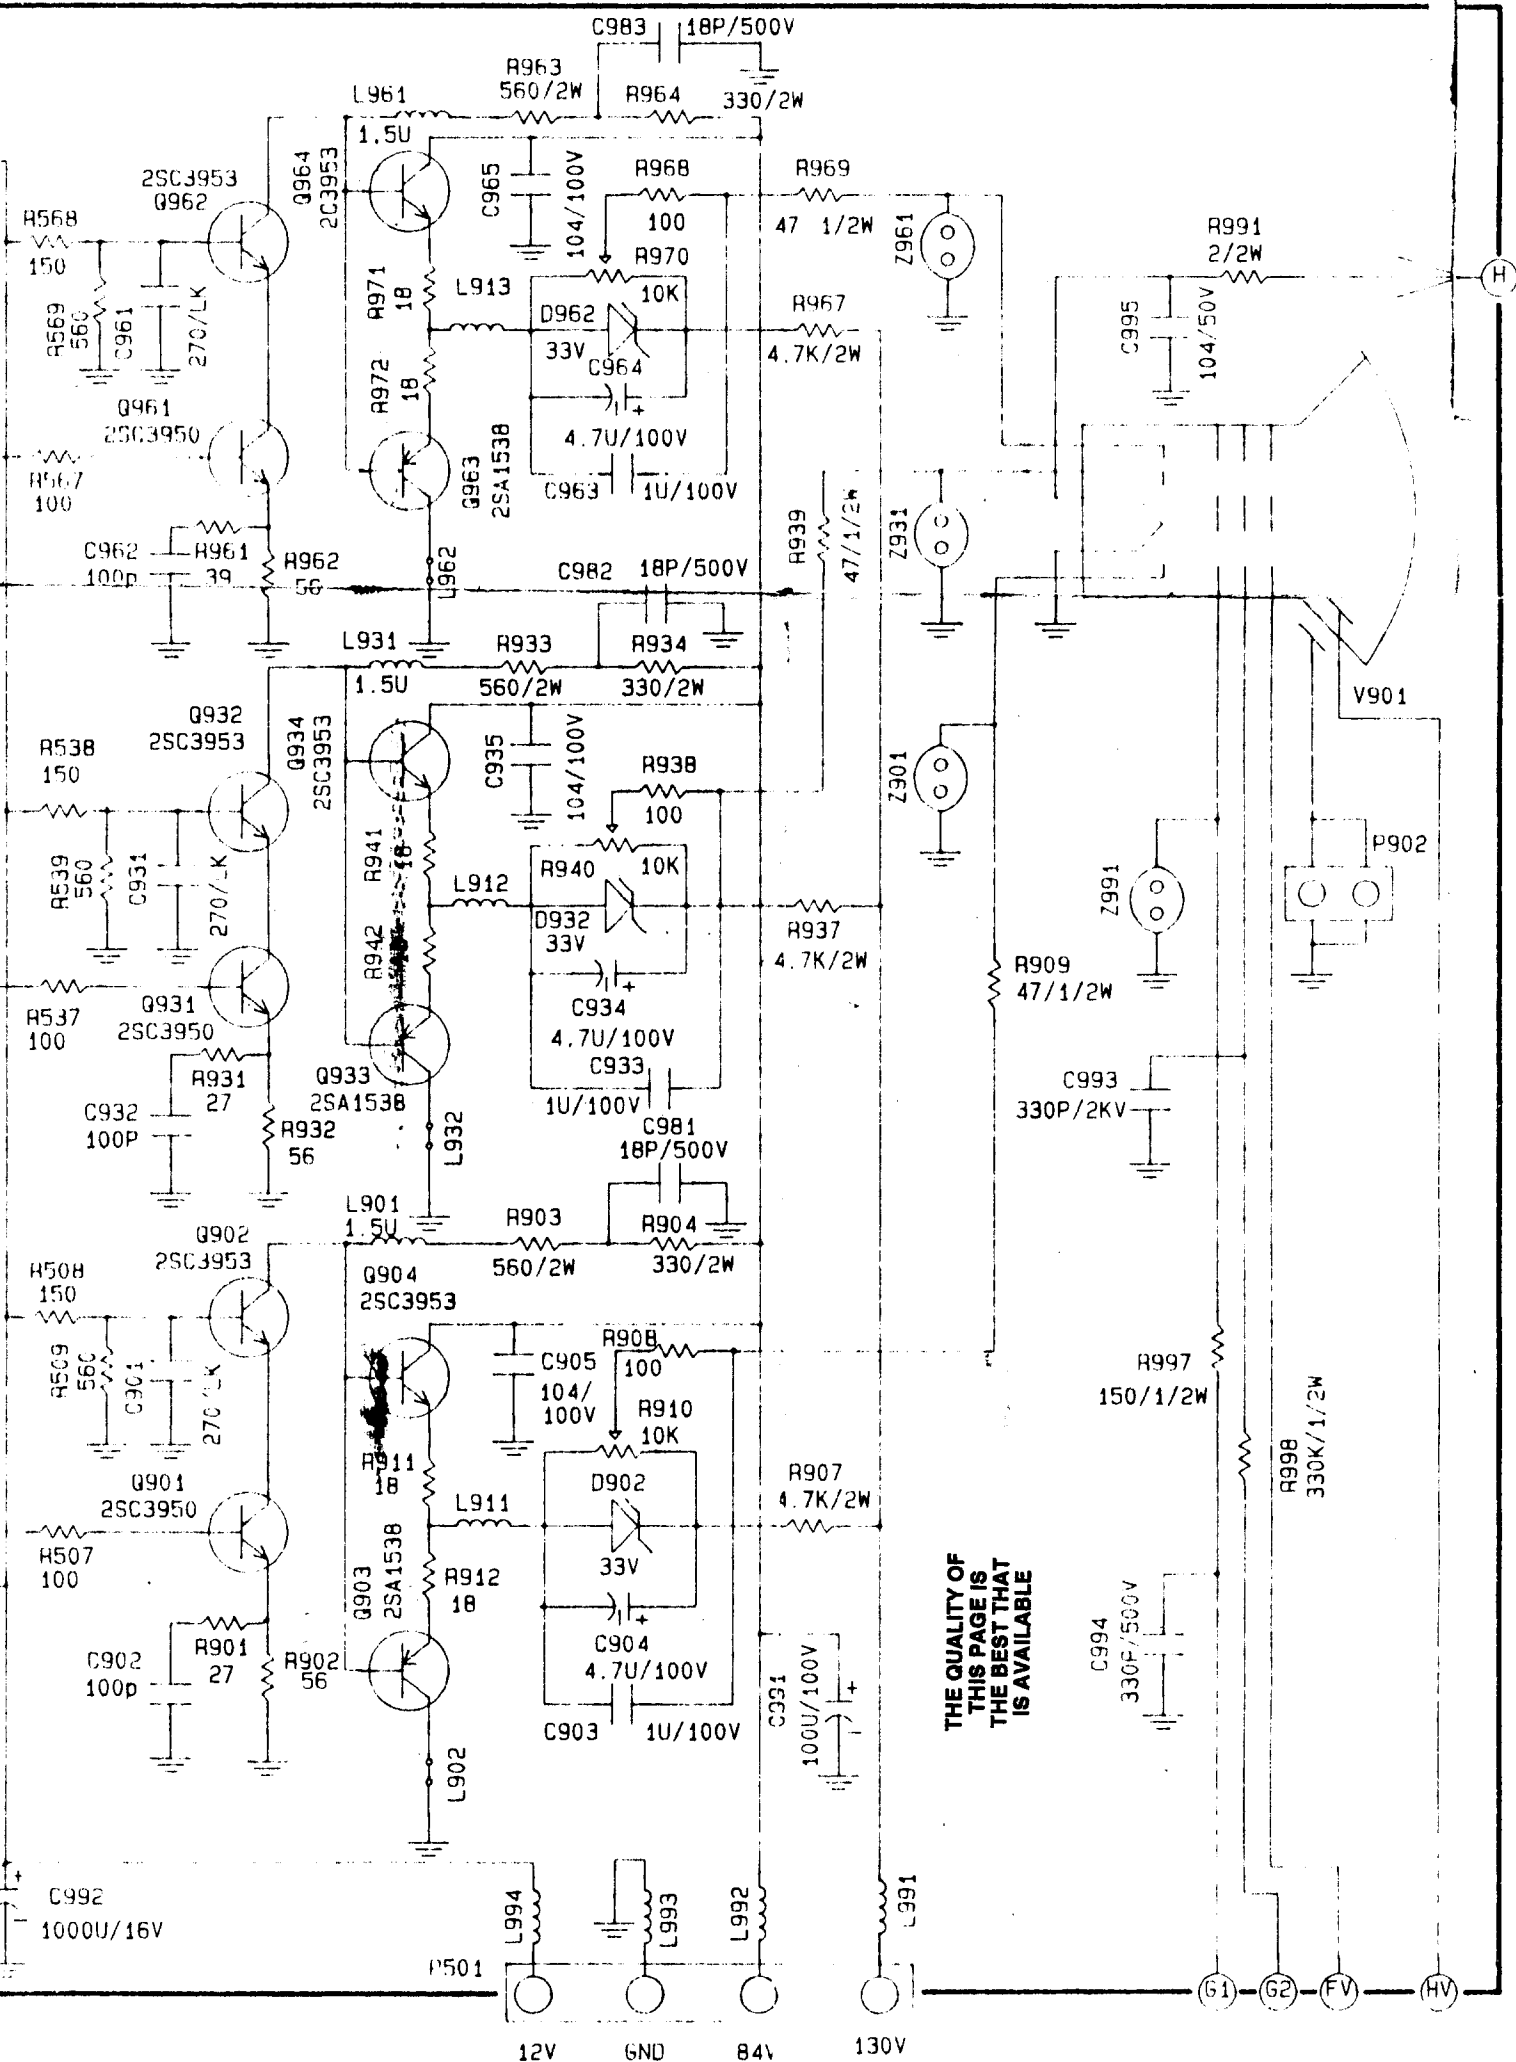 C983
18P/500V
R963
560/2W
R964
330/2W
L961
1.5U
2SC3953
Q962
Q964
2C3953
C965
104/100V
R968
100
R969
47 1/2W
R568
150
R569
560
C961
270/LK
R971
18
L913
R970
10K
Z961
R991
2/2W
H
D962
33V
R967
4.7K/2W
C995
104/50V
R972
18
C964
4.7U/100V
Q961
2SC3950
R567
100
Q963
2SA1538
C963
1U/100V
C962
100p
R961
39
R962
56
L962
R939
47/1/2W
Z931
C982
18P/500V
L931
1.5U
R933
560/2W
R934
330/2W
V901
Q932
2SC3953
Q934
2SC3953
C935
104/100V
R938
100
Z901
R538
150
R539
560
C931
270/LK
R941
18
L912
R940
10K
D932
33V
P902
Z991
R942
R937
4.7K/2W
R909
47/1/2W
C934
4.7U/100V
R537
100
Q931
2SC3950
Q933
2SA1538
C933
1U/100V
R931
27
C932
100P
R932
56
L932
C993
330P/2KV
C981
18P/500V
L901
1.5U
R903
560/2W
R904
330/2W
Q902
2SC3953
Q904
2SC3953
R508
150
R509
560
C901
270/LK
C905
104/
100V
R908
100
R910
10K
R997
150/1/2W
R998
330K/1/2W
R911
18
Q901
2SC3950
L911
D902
33V
R907
4.7K/2W
R507
100
Q903
2SA1538
R912
18
C904
4.7U/100V
R901
27
C902
100p
R902
56
C903
1U/100V
C991
100U/100V
THE QUALITY OF
THIS PAGE IS
THE BEST THAT
IS AVAILABLE
C994
330P/500V
L902
C992
1000U/16V
L994
L993
L992
L991
P501
G1
G2
FV
HV
12V
GND
84V
130V